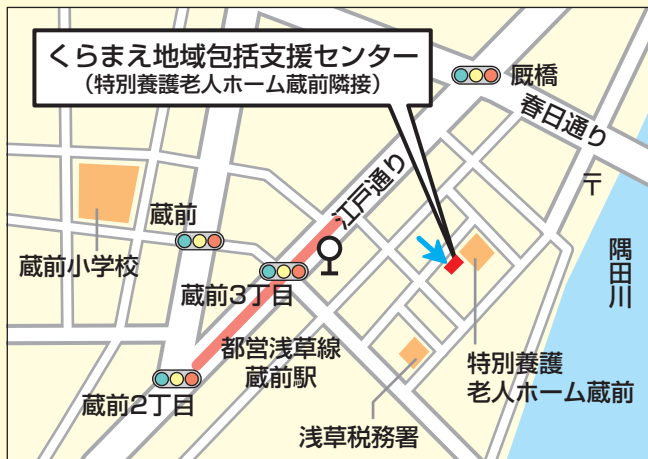 くらまえ地域包括支援センター
（特別養護老人ホーム蔵前隣接）
厩橋
春日通り
江戸通り
〒
蔵前
蔵前小学校
蔵前3丁目
隅田川
都営浅草線
蔵前駅
特別養護
老人ホーム蔵前
蔵前2丁目
浅草税務署